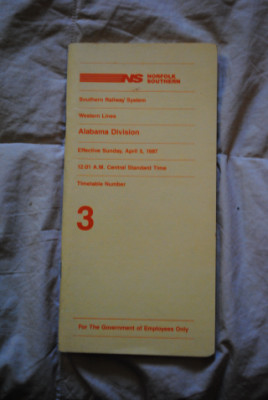 NS NORFOLK
SOUTHERN
Southern Railway System
Western Lines
Alabama Division
Effective Sunday, April 5, 1987
12:01 A.M. Central Standard Time
Timetable Number
3
For The Government of Employees Only